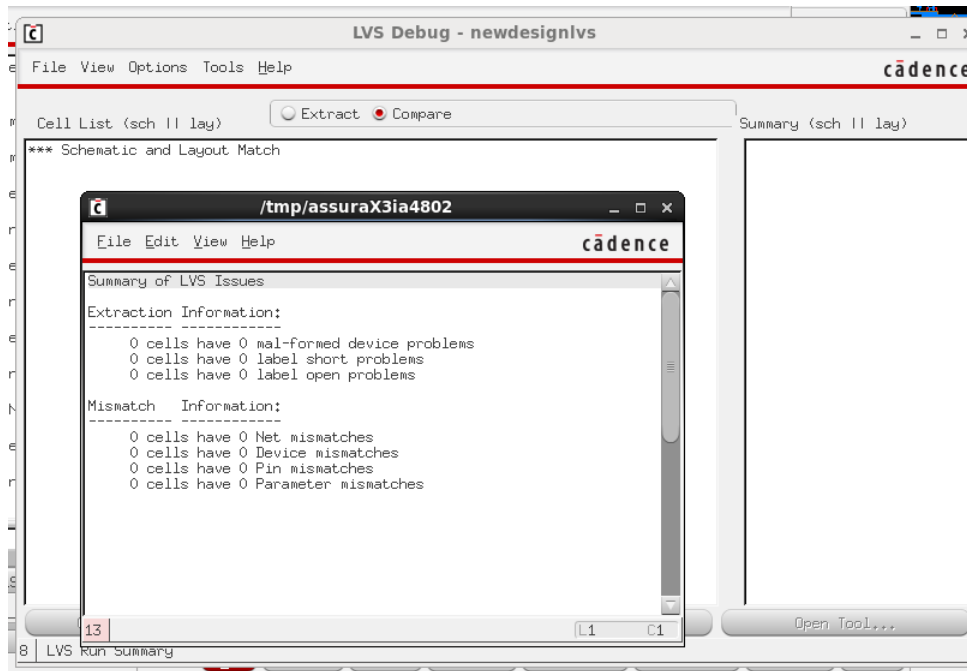 LVS Debug - newdesignlvs
File View Options Tools Help
cādence
Extract Compare
Cell List (sch || lay)
Summary (sch || lay)
*** Schematic and Layout Match
/tmp/assuraX3ia4802
File Edit View Help
cādence
Summary of LVS Issues
Extraction Information:
---------- ------------
0 cells have 0 mal-formed device problems
0 cells have 0 label short problems
0 cells have 0 label open problems
Mismatch Information:
---------- ------------
0 cells have 0 Net mismatches
0 cells have 0 Device mismatches
0 cells have 0 Pin mismatches
0 cells have 0 Parameter mismatches
13
L1 C1
Open Tool...
8 LVS Run Summary